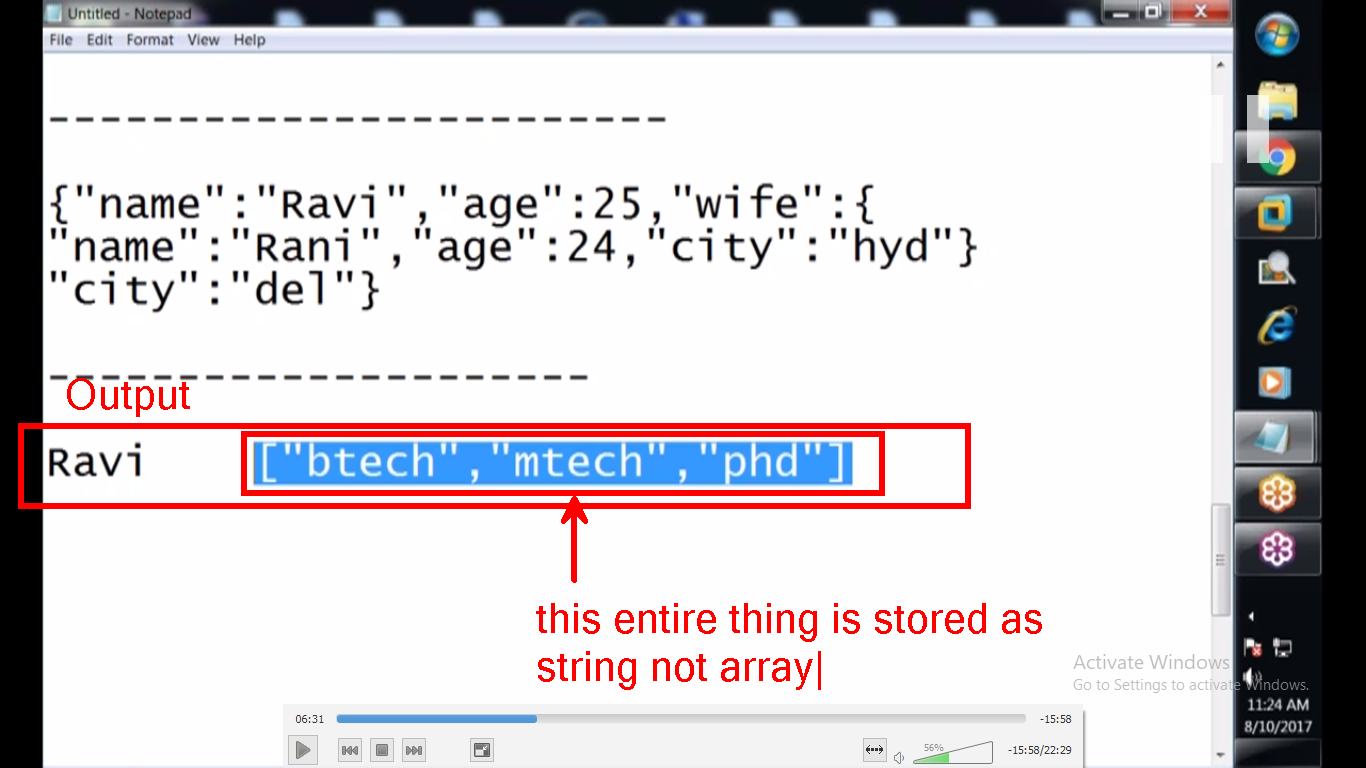 Untitled - Notepad
File Edit Format View Help
-------------------------
{"name":"Ravi","age":25,"wife":{
"name":"Rani","age":24,"city":"hyd"}
"city":"del"}
----------------------
Output
Ravi ["btech","mtech","phd"]
this entire thing is stored as
string not array
Activate Windows
Go to Settings to activate Windows.
11:24 AM
8/10/2017
06:31 -15:58
56% -15:58/22:29